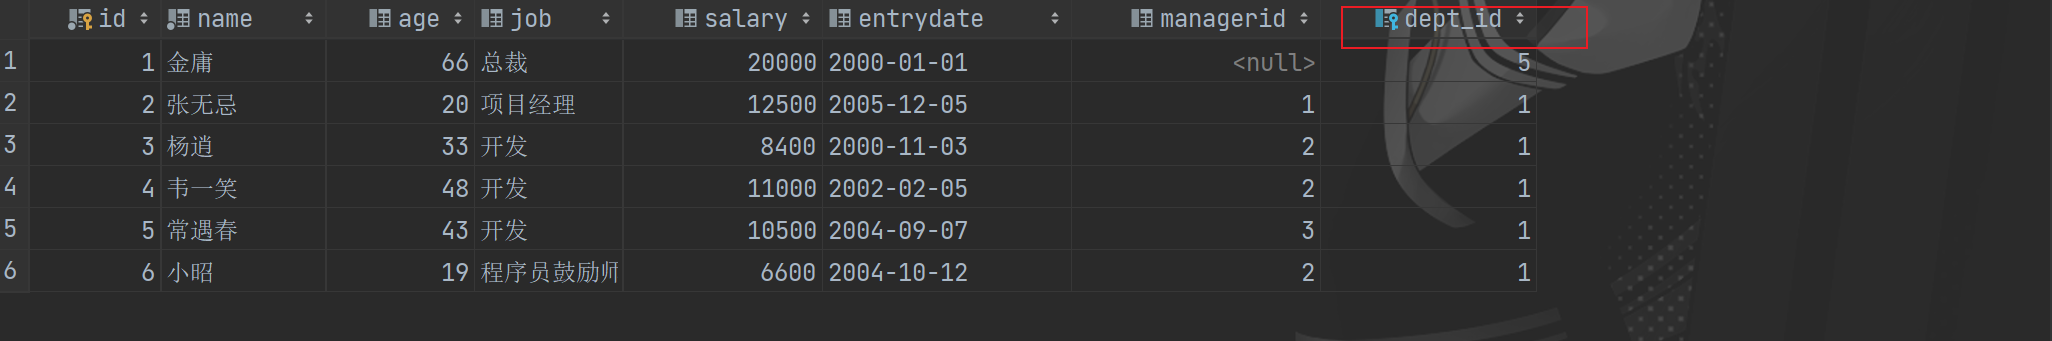 id name age job salary entrydate managerid dept_id
1 1 金庸 66 总裁 20000 2000-01-01 <null> 5
2 2 张无忌 20 项目经理 12500 2005-12-05 1 1
3 3 杨逍 33 开发 8400 2000-11-03 2 1
4 4 韦一笑 48 开发 11000 2002-02-05 2 1
5 5 常遇春 43 开发 10500 2004-09-07 3 1
6 6 小昭 19 程序员鼓励师 6600 2004-10-12 2 1